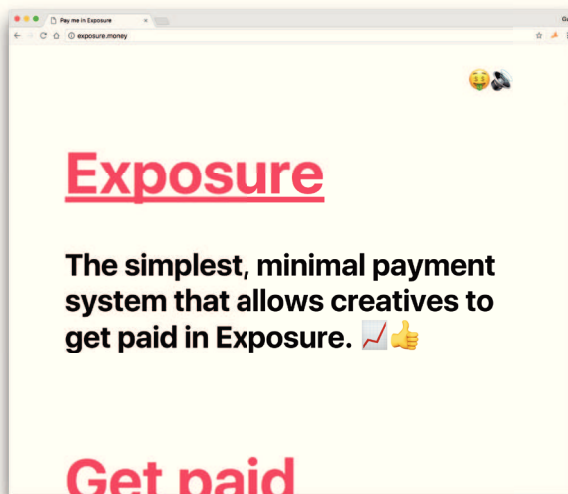 Pay me in Exposure
exposure.money
Exposure
The simplest, minimal payment
system that allows creatives to
get paid in Exposure. 📈👍
Get paid